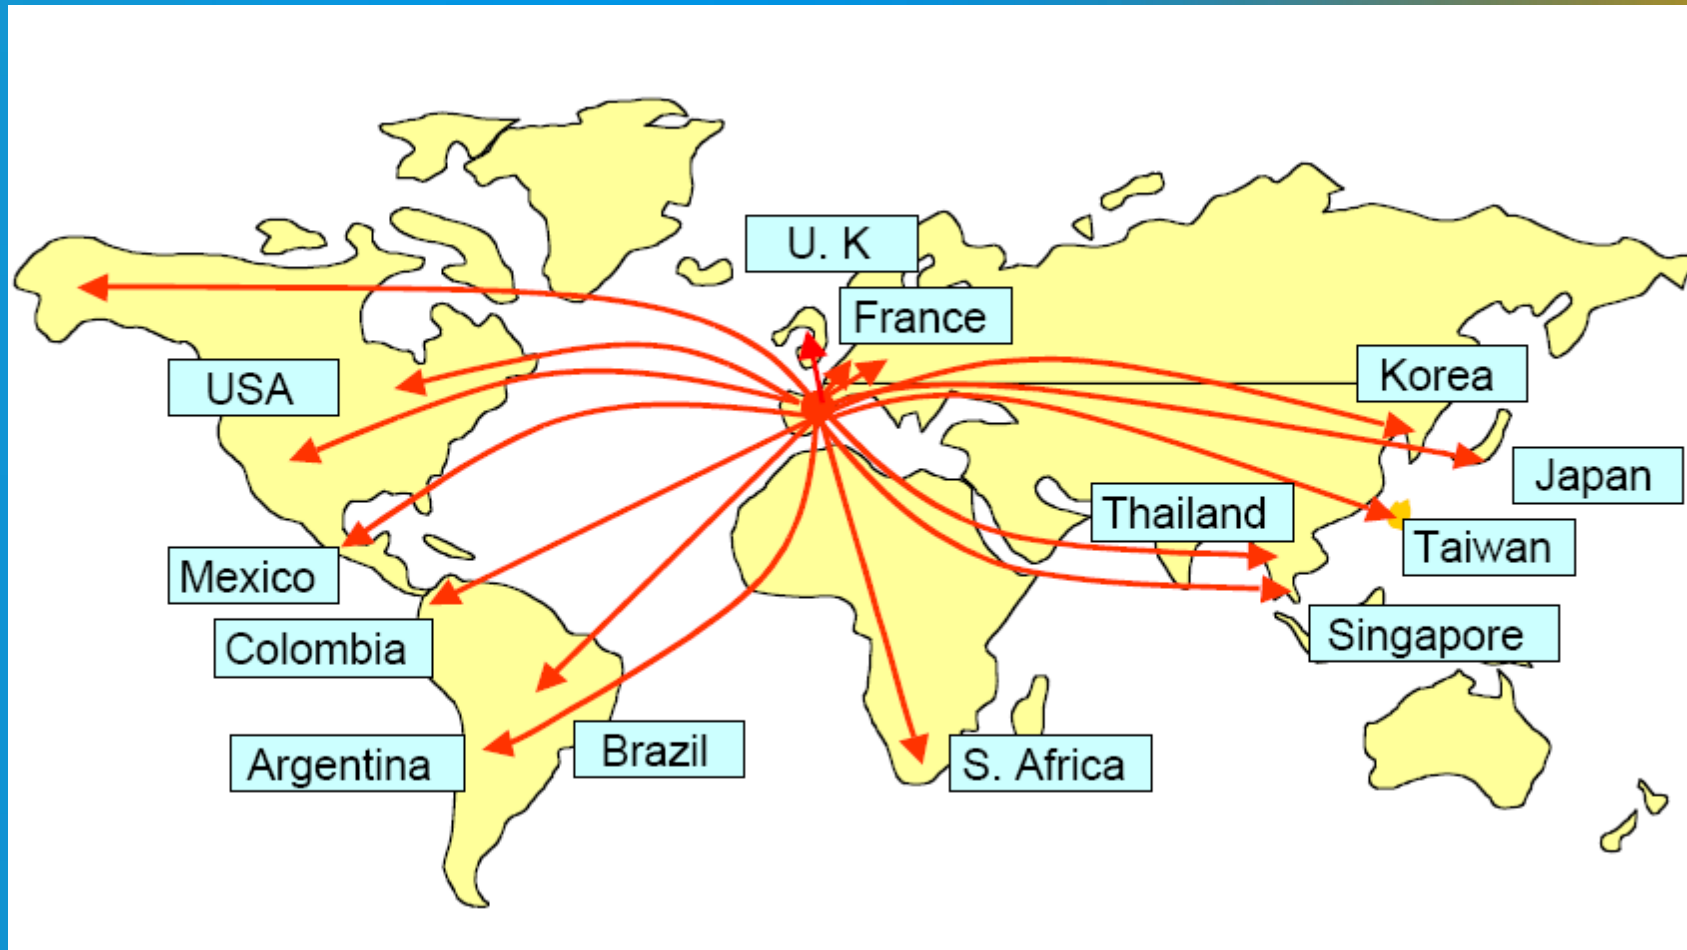 U. K
France
USA
Korea
Japan
Thailand
Taiwan
Mexico
Singapore
Colombia
Brazil
Argentina
S. Africa